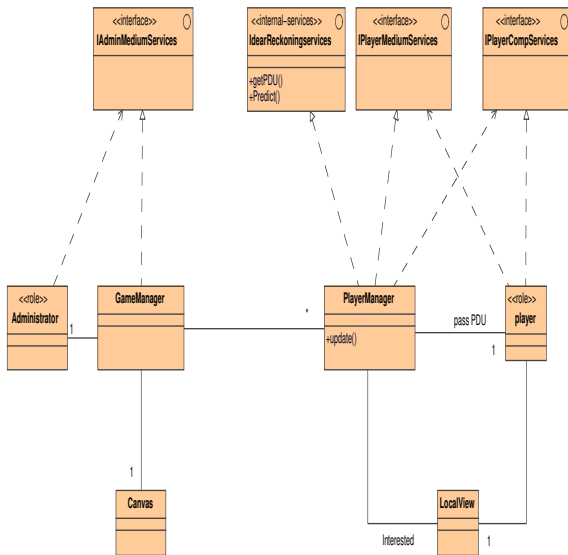 <<interface>>
IAdminMediumServices
<<internal-services>>
IdearReckoningservices
+getPDU()
+Predict()
<<interface>>
IPlayerMediumServices
<<interface>>
IPlayerCompServices
<<role>>
Administrator
1
GameManager
*
PlayerManager
+update()
pass PDU
<<role>>
player
1
1
Canvas
LocalView
Interested
1